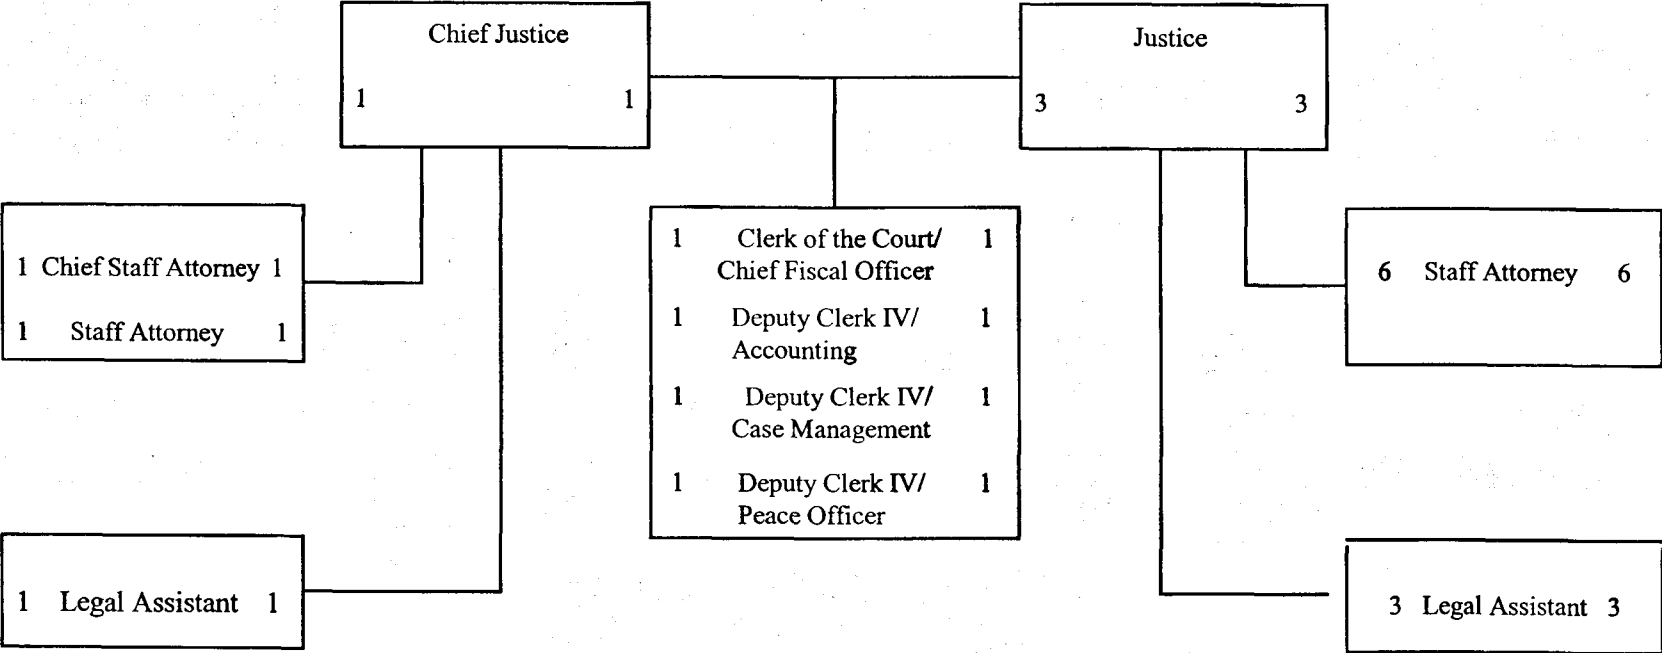 Chief Justice
1 1
Justice
3 3
1 Chief Staff Attorney 1
1 Staff Attorney 1
1 Clerk of the Court/ 1
Chief Fiscal Officer
1 Deputy Clerk IV/ 1
Accounting
1 Deputy Clerk IV/ 1
Case Management
1 Deputy Clerk IV/ 1
Peace Officer
6 Staff Attorney 6
1 Legal Assistant 1
3 Legal Assistant 3